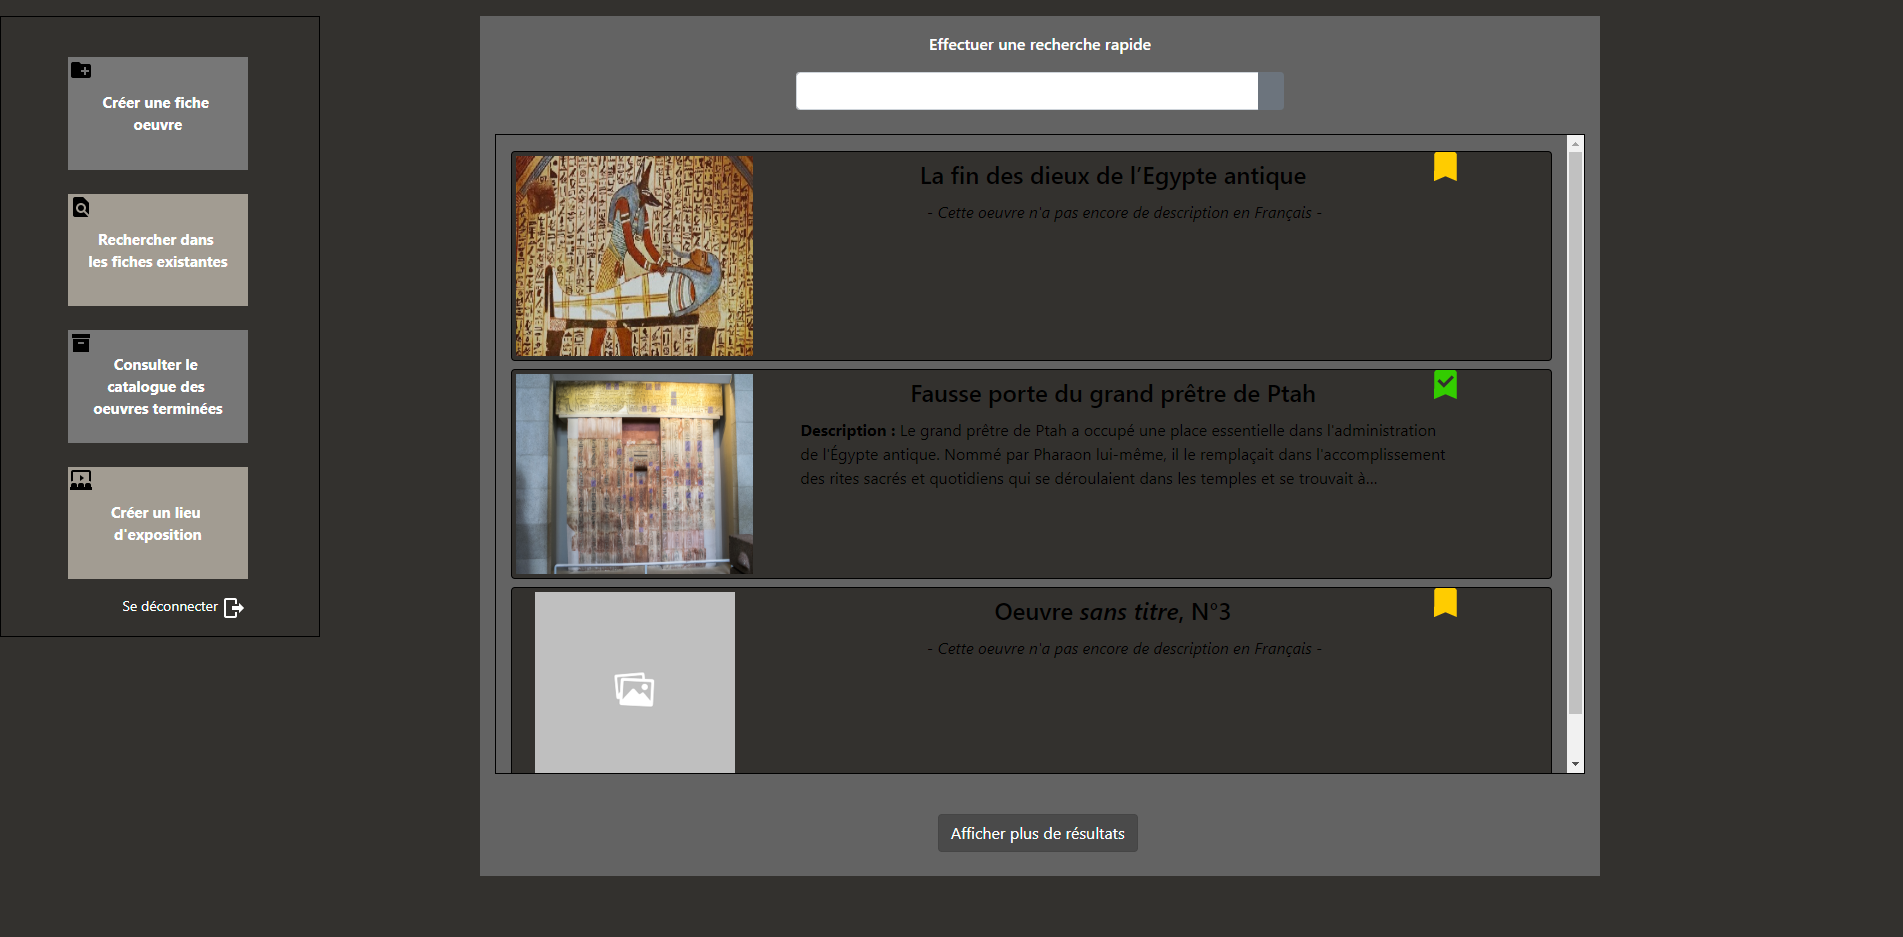 Créer une fiche
oeuvre
Rechercher dans
les fiches existantes
Consulter le
catalogue des
oeuvres terminées
Créer un lieu
d'exposition
Se déconnecter
Effectuer une recherche rapide
La fin des dieux de l’Egypte antique
- Cette oeuvre n'a pas encore de description en Français -
Fausse porte du grand prêtre de Ptah
Description : Le grand prêtre de Ptah a occupé une place essentielle dans l'administration
de l'Égypte antique. Nommé par Pharaon lui-même, il le remplaçait dans l'accomplissement
des rites sacrés et quotidiens qui se déroulaient dans les temples et se trouvait à...
Oeuvre sans titre, N°3
- Cette oeuvre n'a pas encore de description en Français -
Afficher plus de résultats